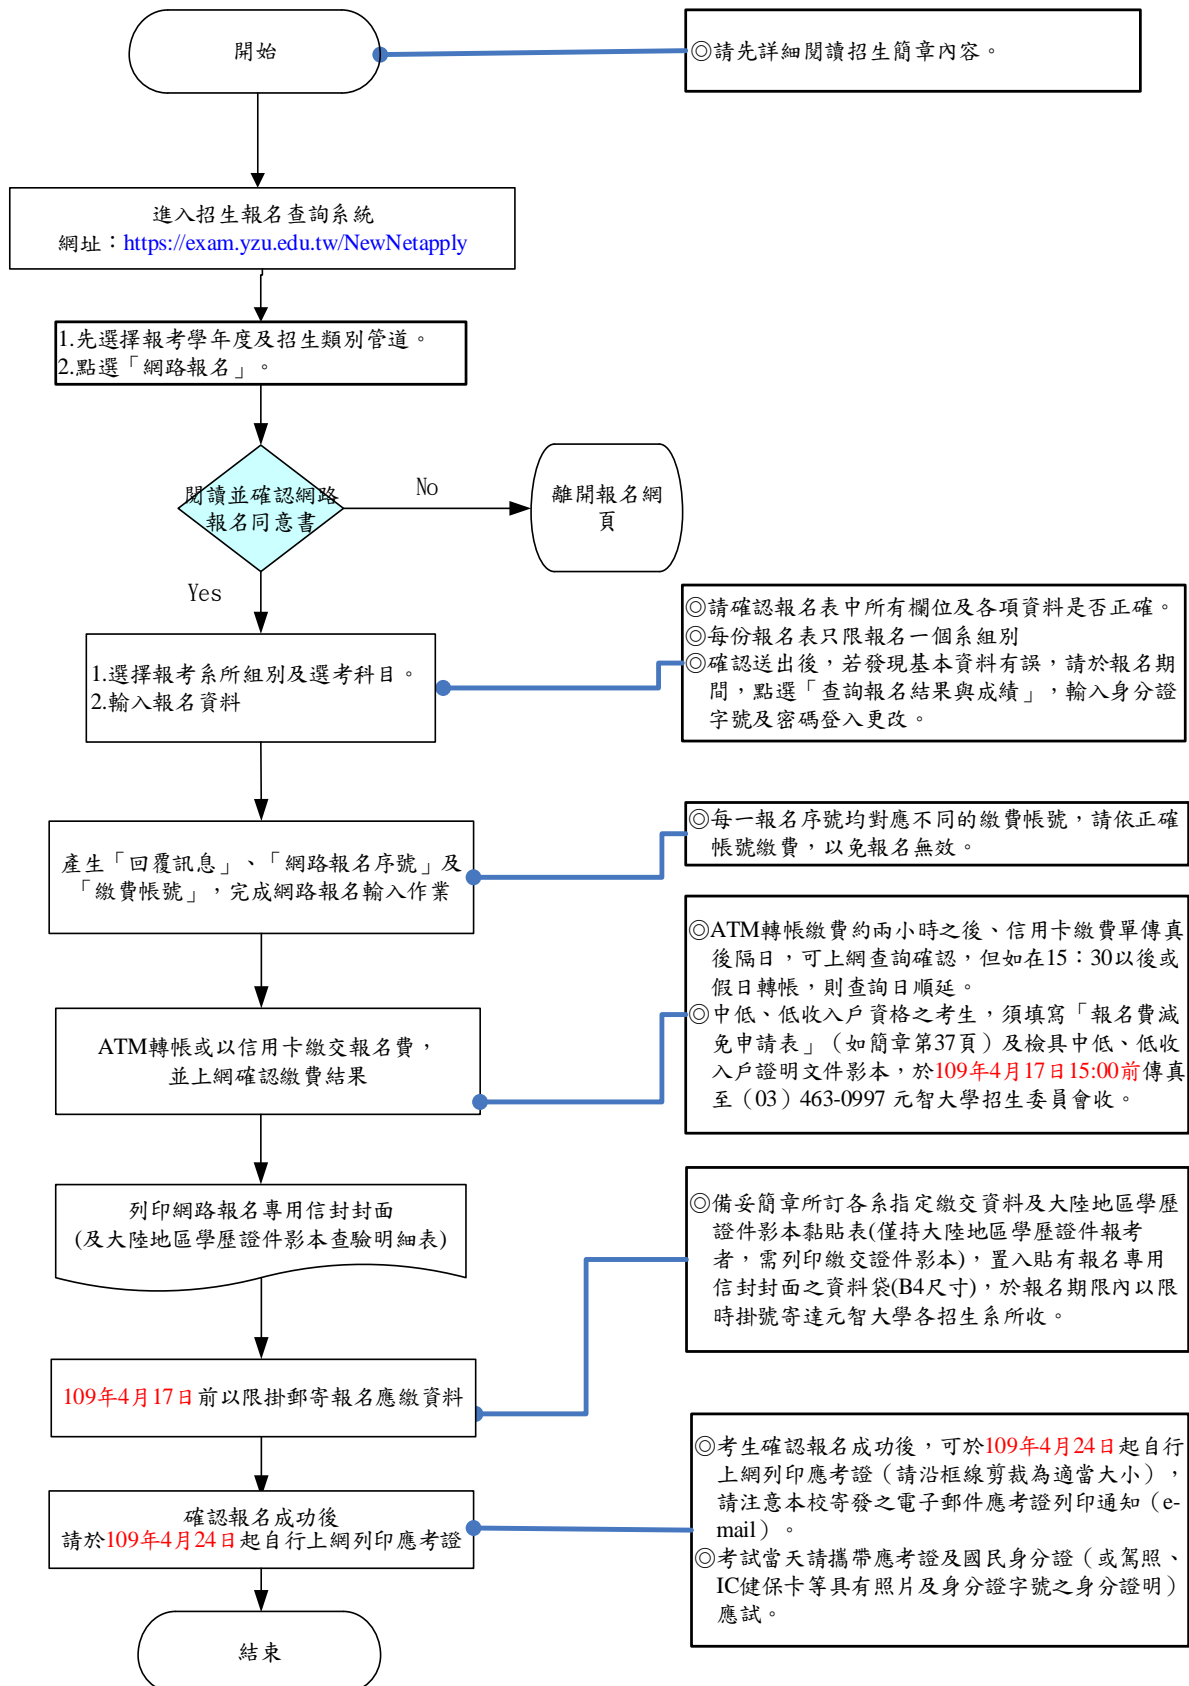 開始
◎請先詳細閱讀招生簡章內容。
進入招生報名查詢系統
網址：https://exam.yzu.edu.tw/NewNetapply
1.先選擇報考學年度及招生類別管道。
2.點選「網路報名」。
閱讀並確認網路
報名同意書
No
離開報名網
頁
Yes
1.選擇報考系所組別及選考科目。
2.輸入報名資料
◎請確認報名表中所有欄位及各項資料是否正確。
◎每份報名表只限報名一個系組別
◎確認送出後，若發現基本資料有誤，請於報名期
間，點選「查詢報名結果與成績」，輸入身分證
字號及密碼登入更改。
產生「回覆訊息」、「網路報名序號」及
「繳費帳號」，完成網路報名輸入作業
◎每一報名序號均對應不同的繳費帳號，請依正確
帳號繳費，以免報名無效。
ATM轉帳或以信用卡繳交報名費，
並上網確認繳費結果
◎ATM轉帳繳費約兩小時之後、信用卡繳費單傳真
後隔日，可上網查詢確認，但如在15：30以後或
假日轉帳，則查詢日順延。
◎中低、低收入戶資格之考生，須填寫「報名費減
免申請表」（如簡章第37頁）及檢具中低、低收
入戶證明文件影本，於109年4月17日15:00前傳真
至（03）463-0997 元智大學招生委員會收。
列印網路報名專用信封封面
(及大陸地區學歷證件影本查驗明細表)
◎備妥簡章所訂各系指定繳交資料及大陸地區學歷
證件影本黏貼表(僅持大陸地區學歷證件報考
者，需列印繳交證件影本)，置入貼有報名專用
信封封面之資料袋(B4尺寸)，於報名期限內以限
時掛號寄達元智大學各招生系所收。
109年4月17日前以限掛郵寄報名應繳資料
確認報名成功後
請於109年4月24日起自行上網列印應考證
◎考生確認報名成功後，可於109年4月24日起自行
上網列印應考證（請沿框線剪裁為適當大小），
請注意本校寄發之電子郵件應考證列印通知（e-
mail）。
◎考試當天請攜帶應考證及國民身分證（或駕照、
IC健保卡等具有照片及身分證字號之身分證明）
應試。
結束